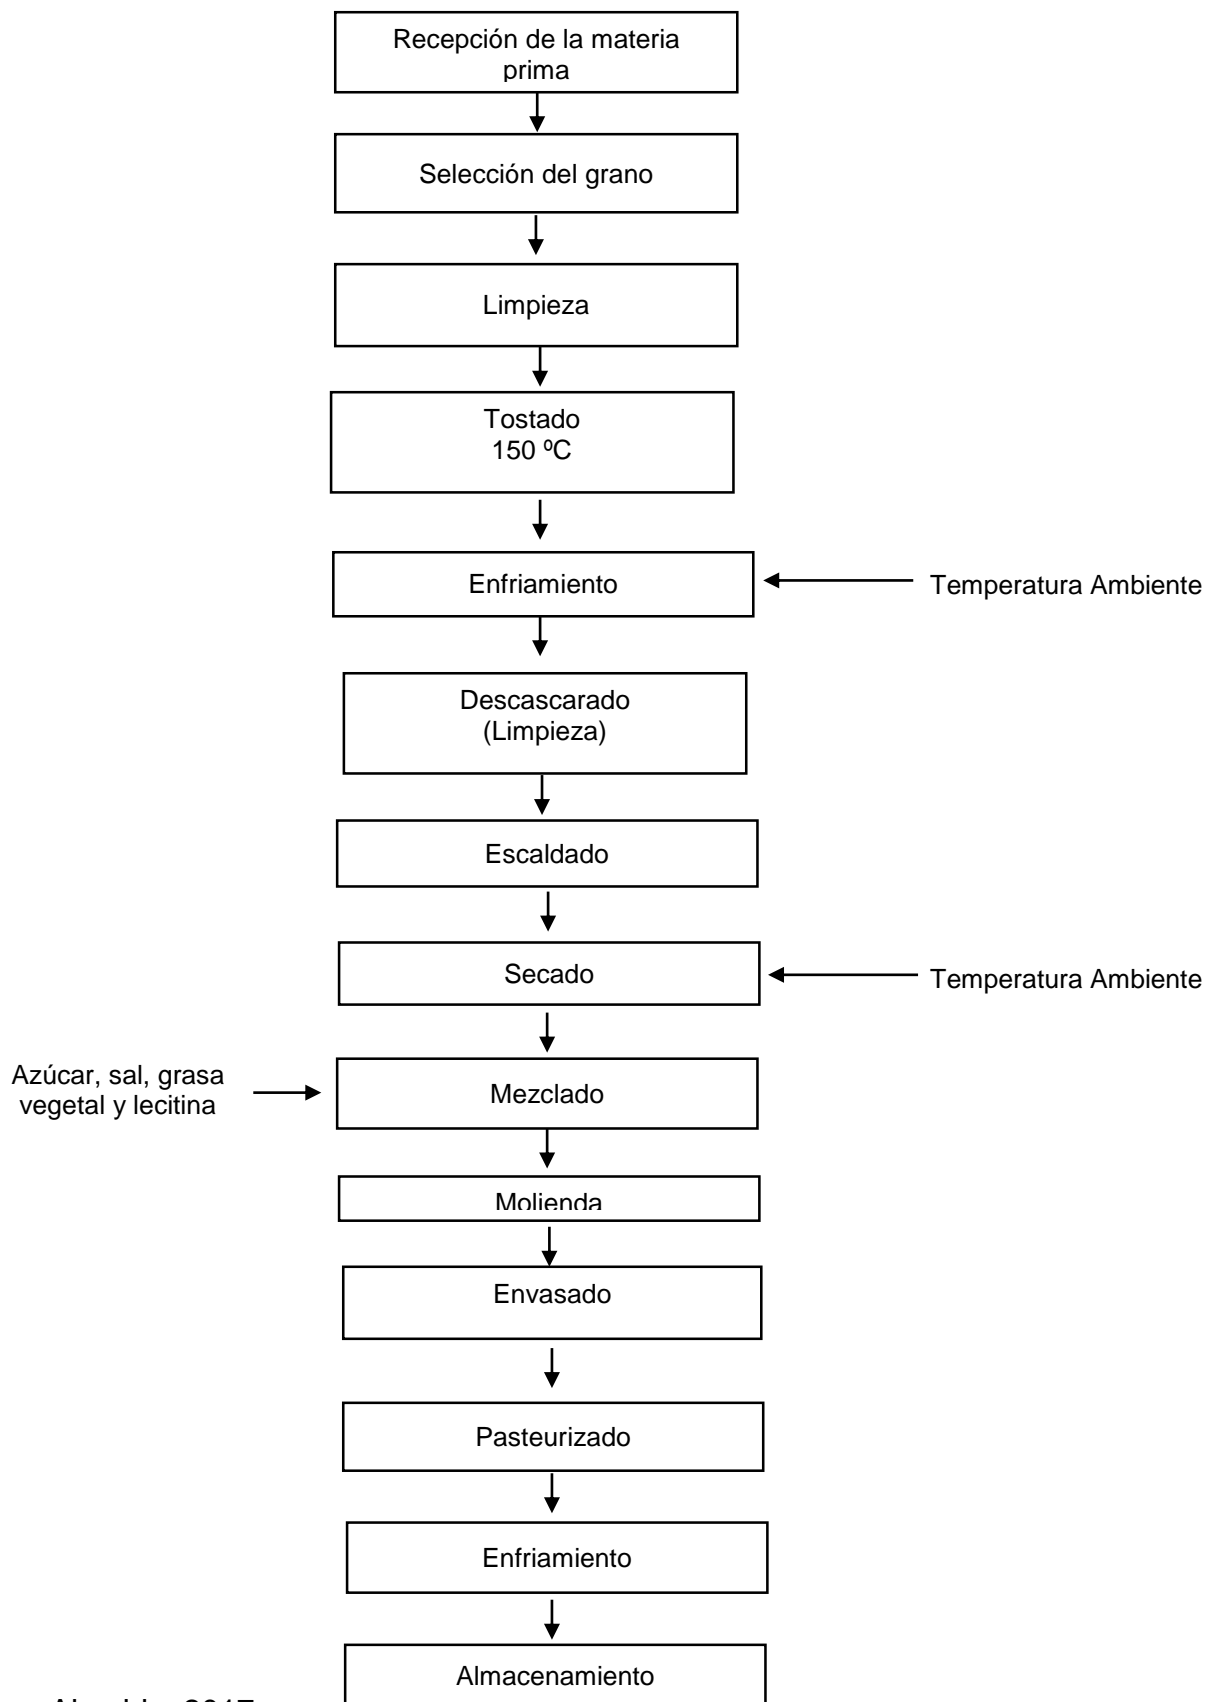 Recepción de la materia
prima
Selección del grano
Limpieza
Tostado
150 ºC
Enfriamiento
Temperatura Ambiente
Descascarado
(Limpieza)
Escaldado
Secado
Temperatura Ambiente
Azúcar, sal, grasa
vegetal y lecitina
Mezclado
Molienda
Envasado
Pasteurizado
Enfriamiento
Almacenamiento